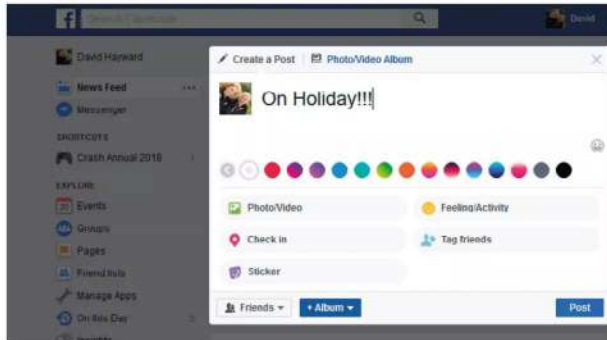 f
David
David Hayward
News Feed
Messenger
SHORTCUTS
Crash Annual 2018
EXPLORE
Events
Groups
Pages
Friend lists
Manage Apps
On this Day
Create a Post
Photo/Video Album
On Holiday!!!
Photo/Video
Feeling/Activity
Check in
Tag friends
Sticker
Friends
+ Album
Post